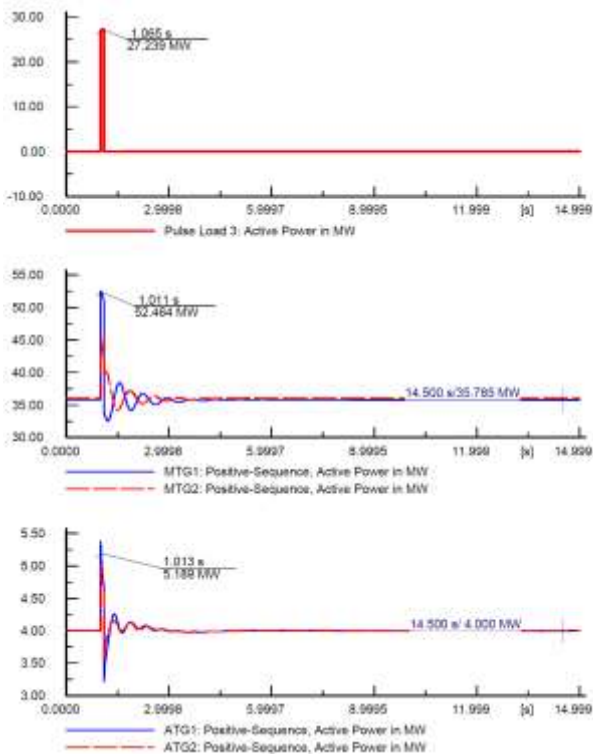 30.00
1.065 s
27.239 MW
20.00
10.00
0.00
-10.00
0.0000 2.9998 5.9997 8.9995 11.999 [s] 14.999
Pulse Load 3: Active Power in MW
55.00
1.011 s
52.464 MW
50.00
45.00
40.00
14.500 s/35.785 MW
35.00
30.00
0.0000 2.9998 5.9997 8.9995 11.999 [s] 14.999
MTG1: Positive-Sequence, Active Power in MW
MTG2: Positive-Sequence, Active Power in MW
5.50
1.013 s
5.189 MW
5.00
4.50
14.500 s/ 4.000 MW
4.00
3.50
3.00
0.0000 2.9998 5.9997 8.9995 11.999 [s] 14.999
ATG1: Positive-Sequence, Active Power in MW
ATG2: Positive-Sequence, Active Power in MW